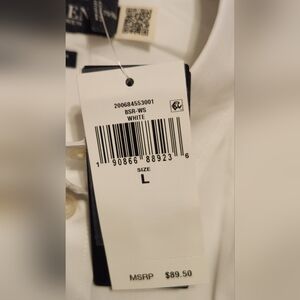 200684553001
BSR-WS
WHITE
1 90866 88923 6
SIZE
L
MSRP $89.50